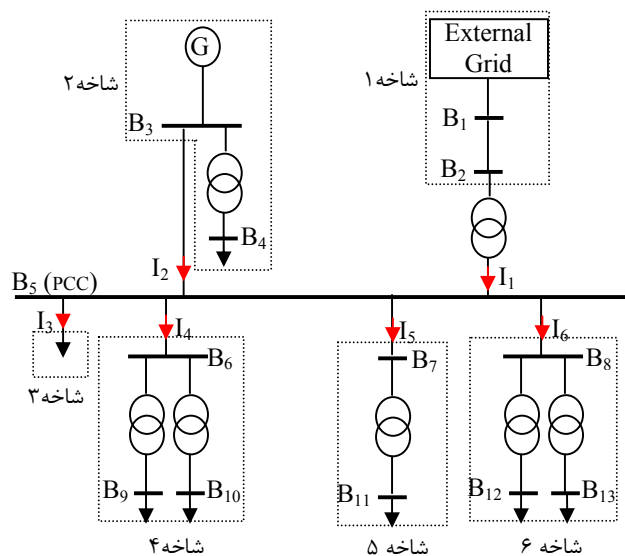 G
External
Grid
شاخه۱
شاخه۲
B₃
B₁
B₂
B₄
I₂
I₁
B₅ (PCC)
I₃
I₄
I₅
I₆
B₆
B₇
B₈
شاخه۳
B₉
B₁₀
B₁₁
B₁₂
B₁₃
شاخه۴
شاخه ۵
شاخه ۶